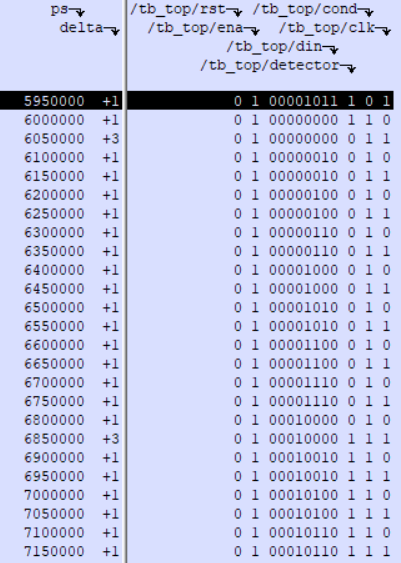 ps /tb_top/rst /tb_top/cond
delta /tb_top/ena /tb_top/clk
/tb_top/din
/tb_top/detector
5950000 +1 0 1 00001011 1 0 1
6000000 +1 0 1 00000000 1 1 0
6050000 +3 0 1 00000000 0 1 1
6100000 +1 0 1 00000010 0 1 0
6150000 +1 0 1 00000010 0 1 1
6200000 +1 0 1 00000100 0 1 0
6250000 +1 0 1 00000100 0 1 1
6300000 +1 0 1 00000110 0 1 0
6350000 +1 0 1 00000110 0 1 1
6400000 +1 0 1 00001000 0 1 0
6450000 +1 0 1 00001000 0 1 1
6500000 +1 0 1 00001010 0 1 0
6550000 +1 0 1 00001010 0 1 1
6600000 +1 0 1 00001100 0 1 0
6650000 +1 0 1 00001100 0 1 1
6700000 +1 0 1 00001110 0 1 0
6750000 +1 0 1 00001110 0 1 1
6800000 +1 0 1 00010000 0 1 0
6850000 +3 0 1 00010000 1 1 1
6900000 +1 0 1 00010010 1 1 0
6950000 +1 0 1 00010010 1 1 1
7000000 +1 0 1 00010100 1 1 0
7050000 +1 0 1 00010100 1 1 1
7100000 +1 0 1 00010110 1 1 0
7150000 +1 0 1 00010110 1 1 1